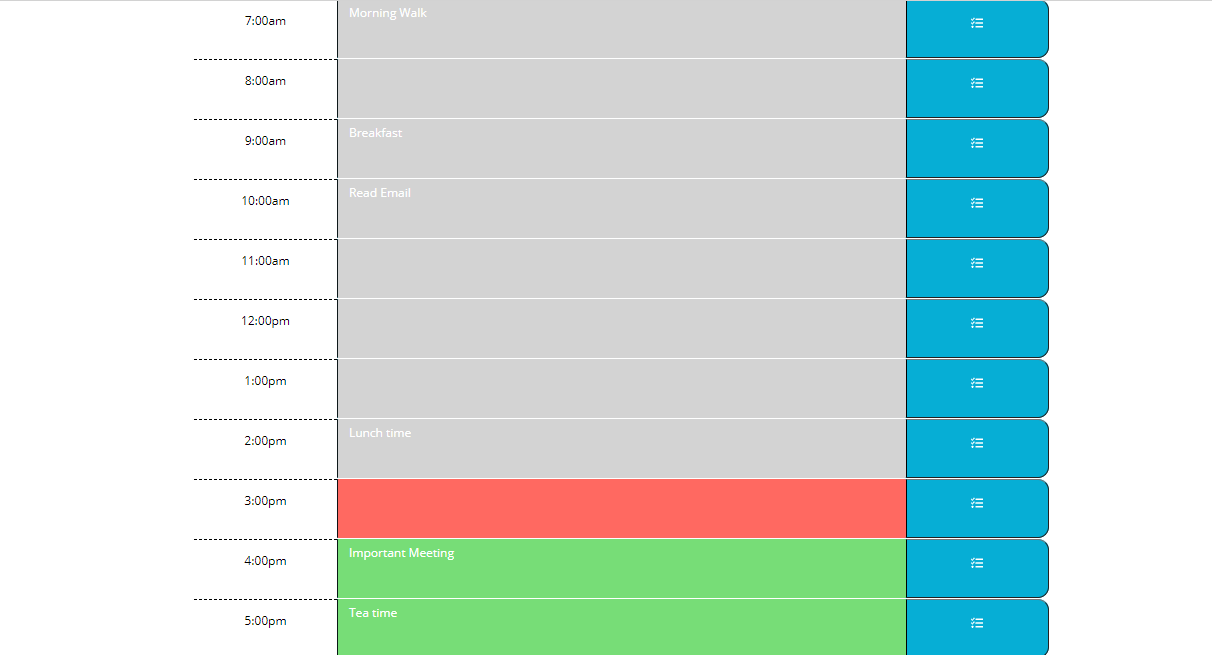 7:00am Morning Walk
8:00am
9:00am Breakfast
10:00am Read Email
11:00am
12:00pm
1:00pm
2:00pm Lunch time
3:00pm
4:00pm Important Meeting
5:00pm Tea time